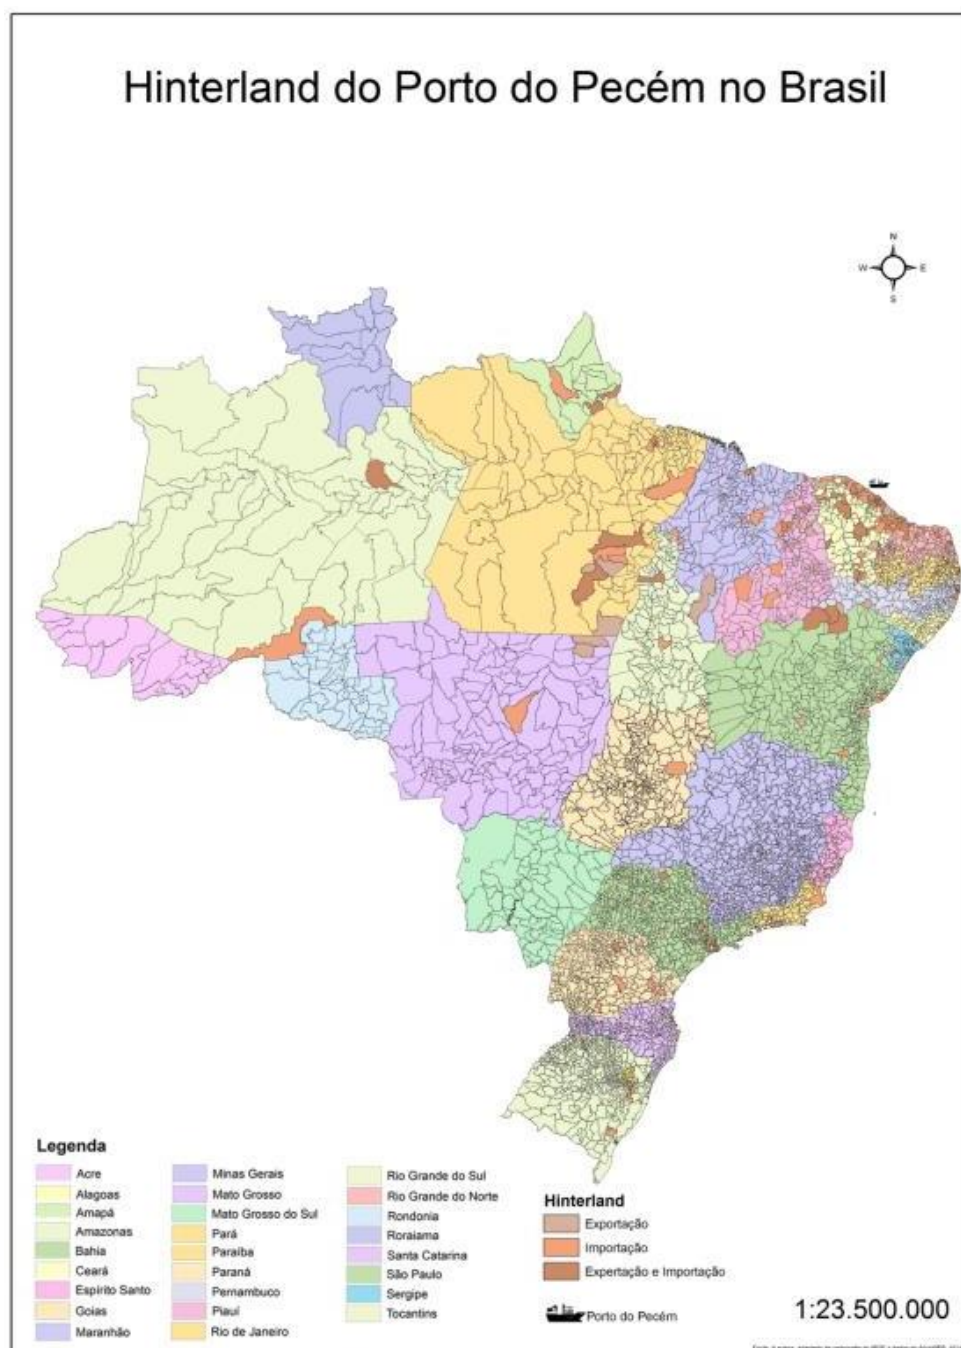 Hinterland do Porto do Pecém no Brasil
N
W E
S
Legenda
Acre
Alagoas
Amapá
Amazonas
Bahia
Ceará
Espírito Santo
Goias
Maranhão
Minas Gerais
Mato Grosso
Mato Grosso do Sul
Pará
Paraíba
Paraná
Pernambuco
Piauí
Rio de Janeiro
Rio Grande do Sul
Rio Grande do Norte
Rondonia
Roraiama
Santa Catarina
São Paulo
Sergipe
Tocantins
Hinterland
Exportação
Importação
Expertação e Importação
Porto do Pecém
1:23.500.000